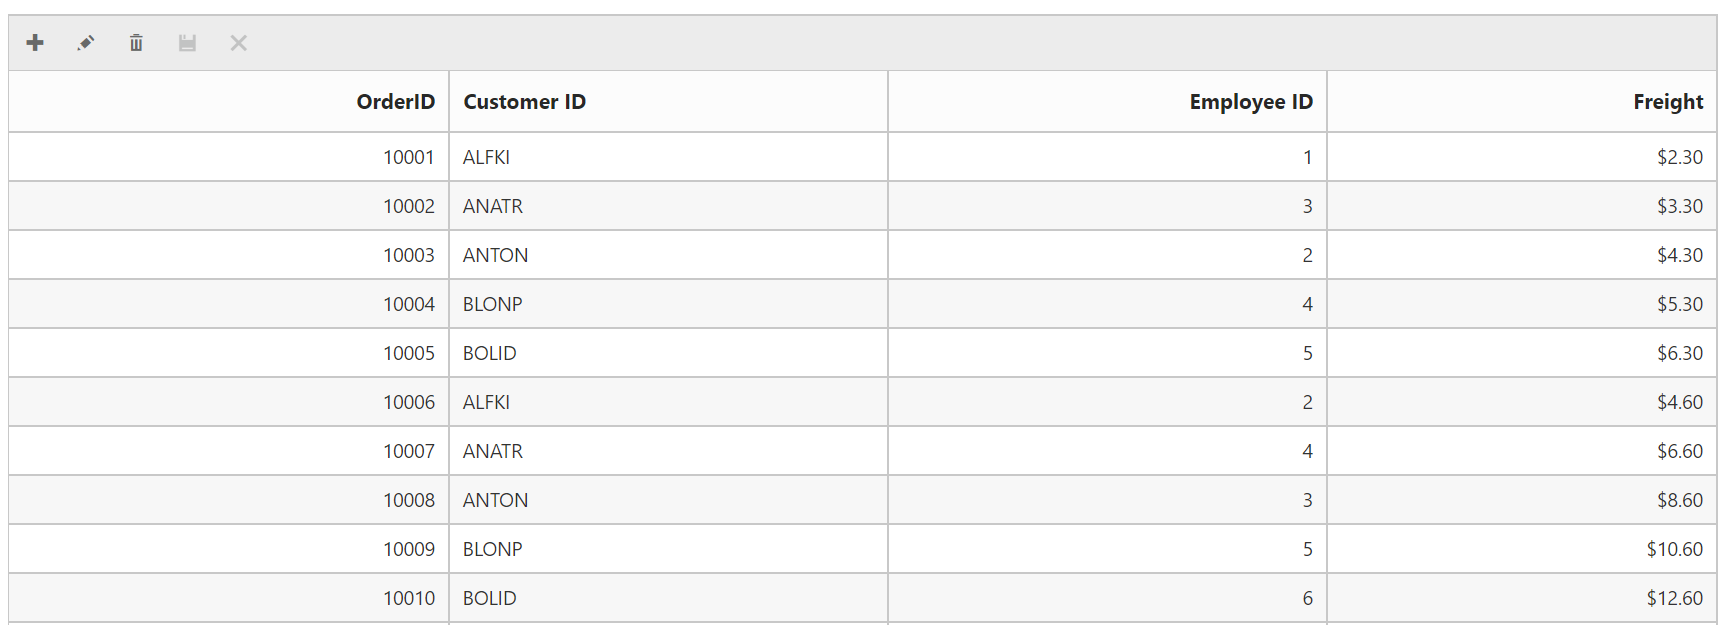 OrderID Customer ID Employee ID Freight
10001 ALFKI 1 $2.30
10002 ANATR 3 $3.30
10003 ANTON 2 $4.30
10004 BLONP 4 $5.30
10005 BOLID 5 $6.30
10006 ALFKI 2 $4.60
10007 ANATR 4 $6.60
10008 ANTON 3 $8.60
10009 BLONP 5 $10.60
10010 BOLID 6 $12.60